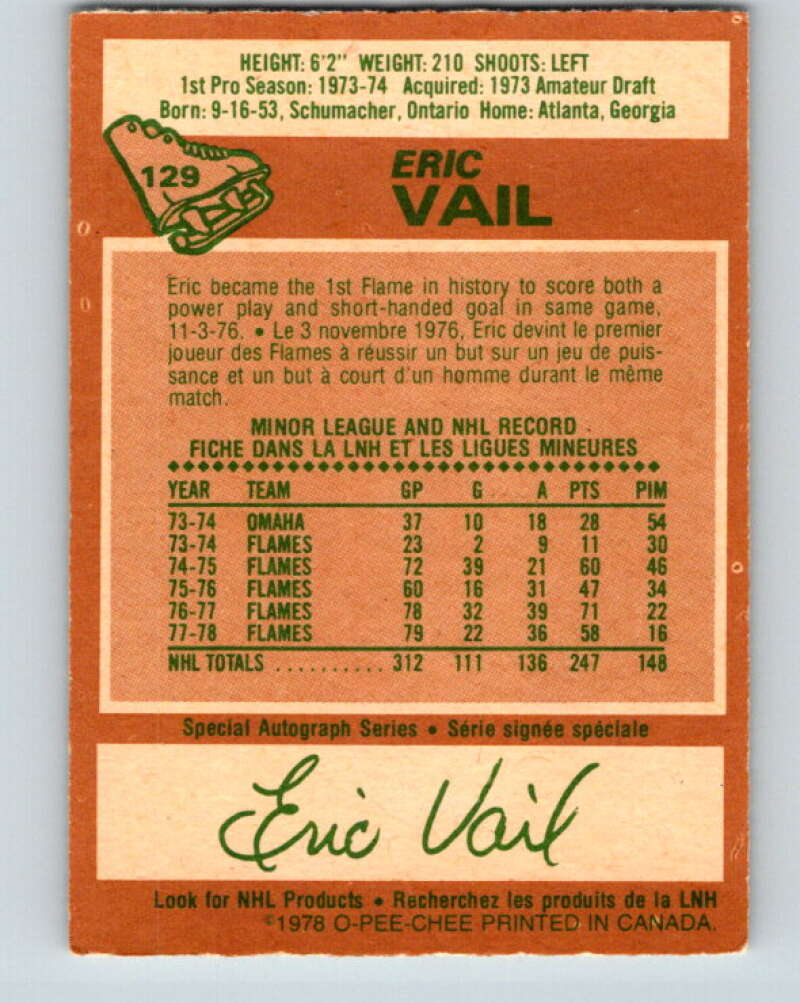 HEIGHT: 6'2" WEIGHT: 210 SHOOTS: LEFT
1st Pro Season: 1973-74 Acquired: 1973 Amateur Draft
Born: 9-16-53, Schumacher, Ontario Home: Atlanta, Georgia
129
ERIC
VAIL
Eric became the 1st Flame in history to score both a
power play and short-handed goal in same game,
11-3-76. • Le 3 novembre 1976, Eric devint le premier
joueur des Flames à réussir un but sur un jeu de puis-
sance et un but à court d'un homme durant le même
match.
MINOR LEAGUE AND NHL RECORD
FICHE DANS LA LNH ET LES LIGUES MINEURES
YEAR TEAM GP G A PTS PIM
73-74 OMAHA 37 10 18 28 54
73-74 FLAMES 23 2 9 11 30
74-75 FLAMES 72 39 21 60 46
75-76 FLAMES 60 16 31 47 34
76-77 FLAMES 78 32 39 71 22
77-78 FLAMES 79 22 36 58 16
NHL TOTALS .......... 312 111 136 247 148
Special Autograph Series • Série signée spéciale
Eric Vail
Look for NHL Products • Recherchez les produits de la LNH
©1978 O-PEE-CHEE PRINTED IN CANADA.